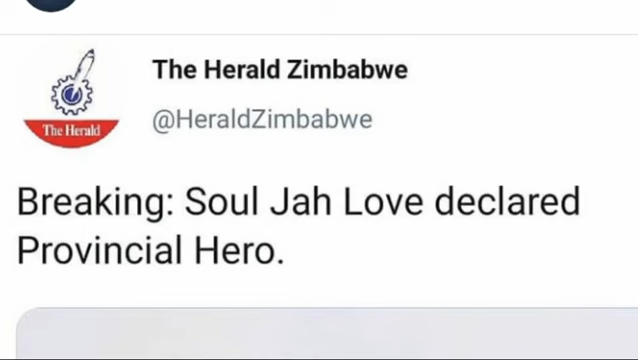 The Herald
The Herald Zimbabwe
@HeraldZimbabwe
Breaking: Soul Jah Love declared
Provincial Hero.